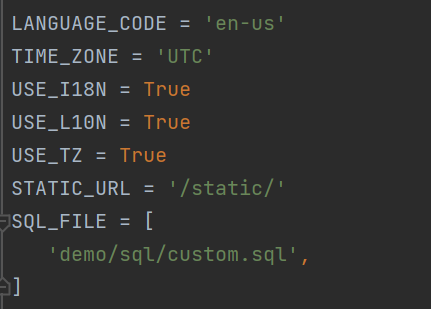 LANGUAGE_CODE = 'en-us'
TIME_ZONE = 'UTC'
USE_I18N = True
USE_L10N = True
USE_TZ = True
STATIC_URL = '/static/'
SQL_FILE = [
   'demo/sql/custom.sql',
]